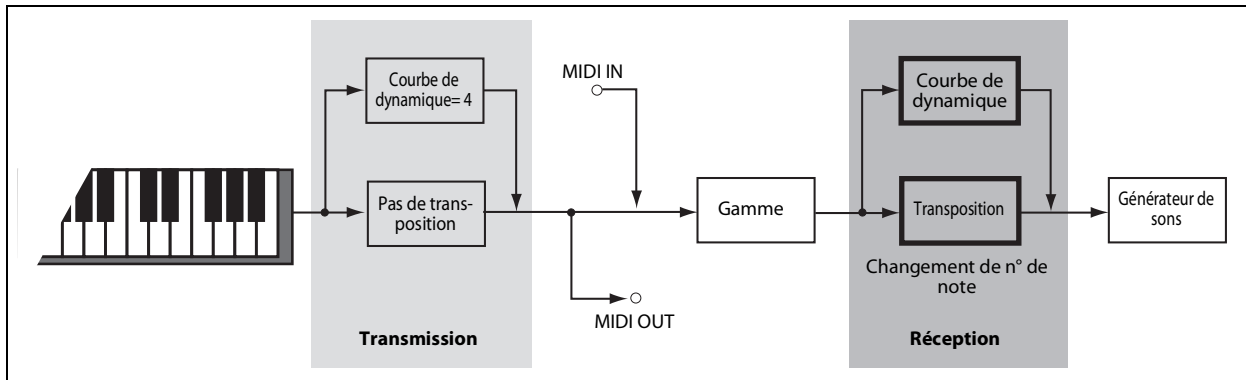 Courbe de
dynamique= 4
Pas de trans-
position
Transmission
MIDI IN
MIDI OUT
Gamme
Courbe de
dynamique
Transposition
Changement de n° de
note
Réception
Générateur de
sons